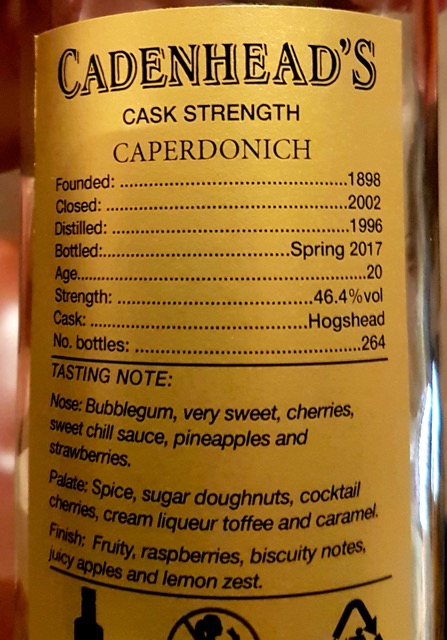 CADENHEAD'S
CASK STRENGTH
CAPERDONICH
Founded: ..........................................1898
Closed: ............................................2002
Distilled: ..........................................1996
Bottled:..............................Spring 2017
Age....................................................20
Strength: ................................46.4%vol
Cask: ...................................Hogshead
No. bottles: ......................................264
TASTING NOTE:
Nose: Bubblegum, very sweet, cherries,
sweet chill sauce, pineapples and
strawberries.
Palate: Spice, sugar doughnuts, cocktail
cherries, cream liqueur toffee and caramel.
Finish: Fruity, raspberries, biscuity notes,
juicy apples and lemon zest.